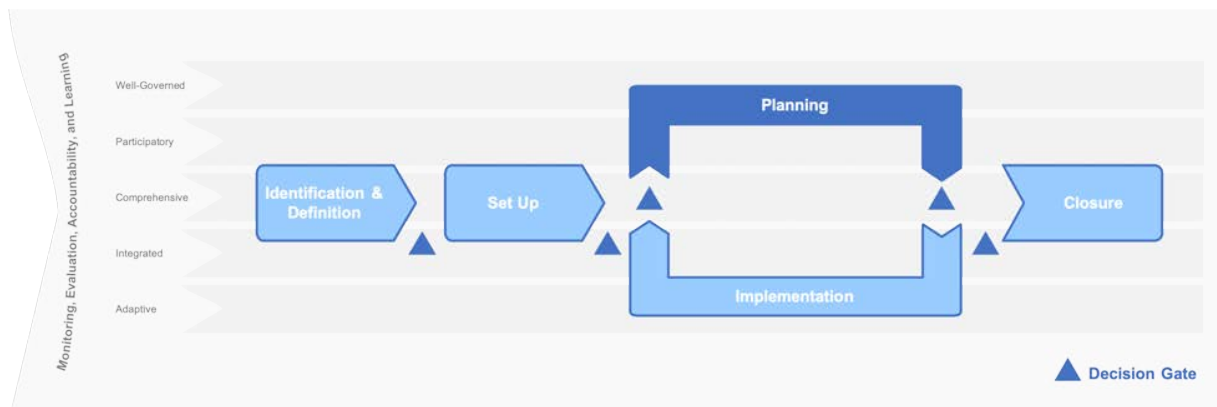 Monitoring, Evaluation, Accountability, and Learning
Well-Governed
Participatory
Comprehensive
Integrated
Adaptive
Identification &
Definition
Set Up
Planning
Implementation
Closure
Decision Gate